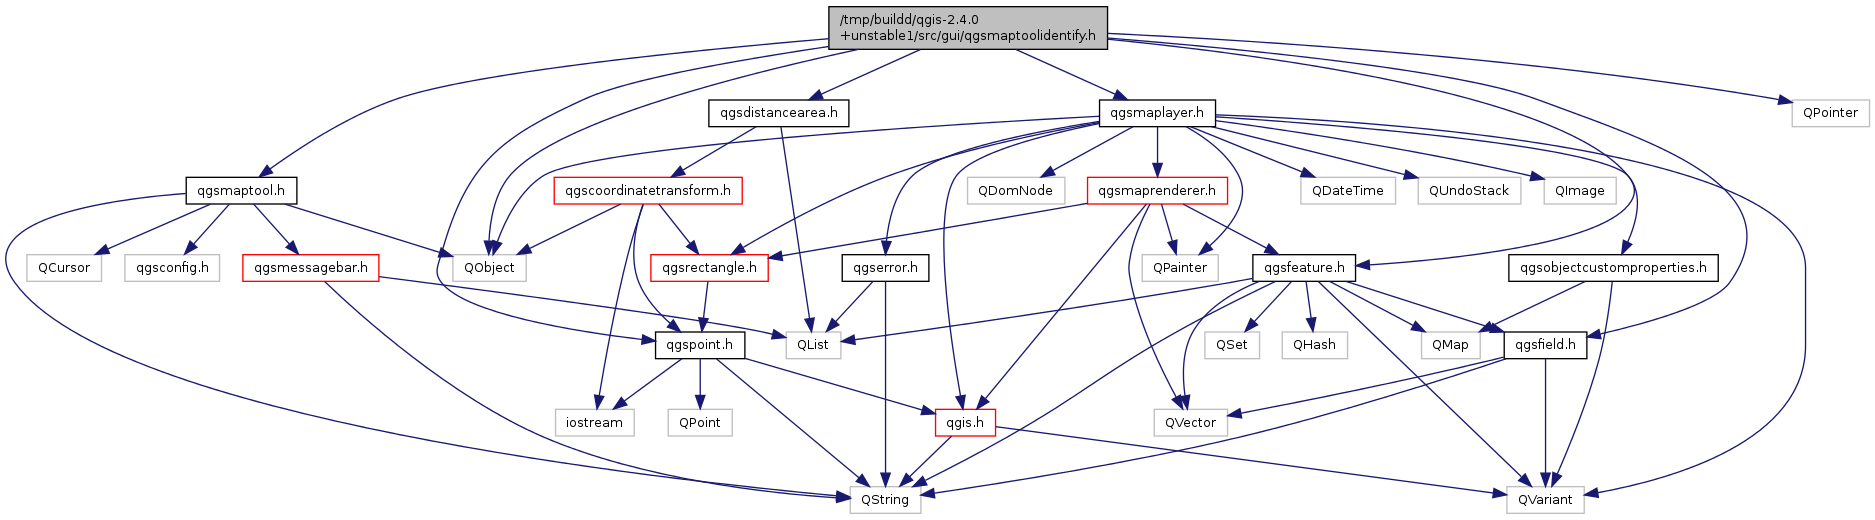 /tmp/buildd/qgis-2.4.0
+unstable1/src/gui/qgsmaptoolidentify.h
qgsdistancearea.h
qgsmaplayer.h
QPointer
qgsmaptool.h
qgscoordinatetransform.h
QDomNode
qgsmaprenderer.h
QDateTime
QUndoStack
QImage
QCursor
qgsconfig.h
qgsmessagebar.h
QObject
qgsrectangle.h
qgserror.h
QPainter
qgsfeature.h
qgsobjectcustomproperties.h
qgspoint.h
QList
QSet
QHash
QMap
qgsfield.h
iostream
QPoint
qgis.h
QVector
QString
QVariant